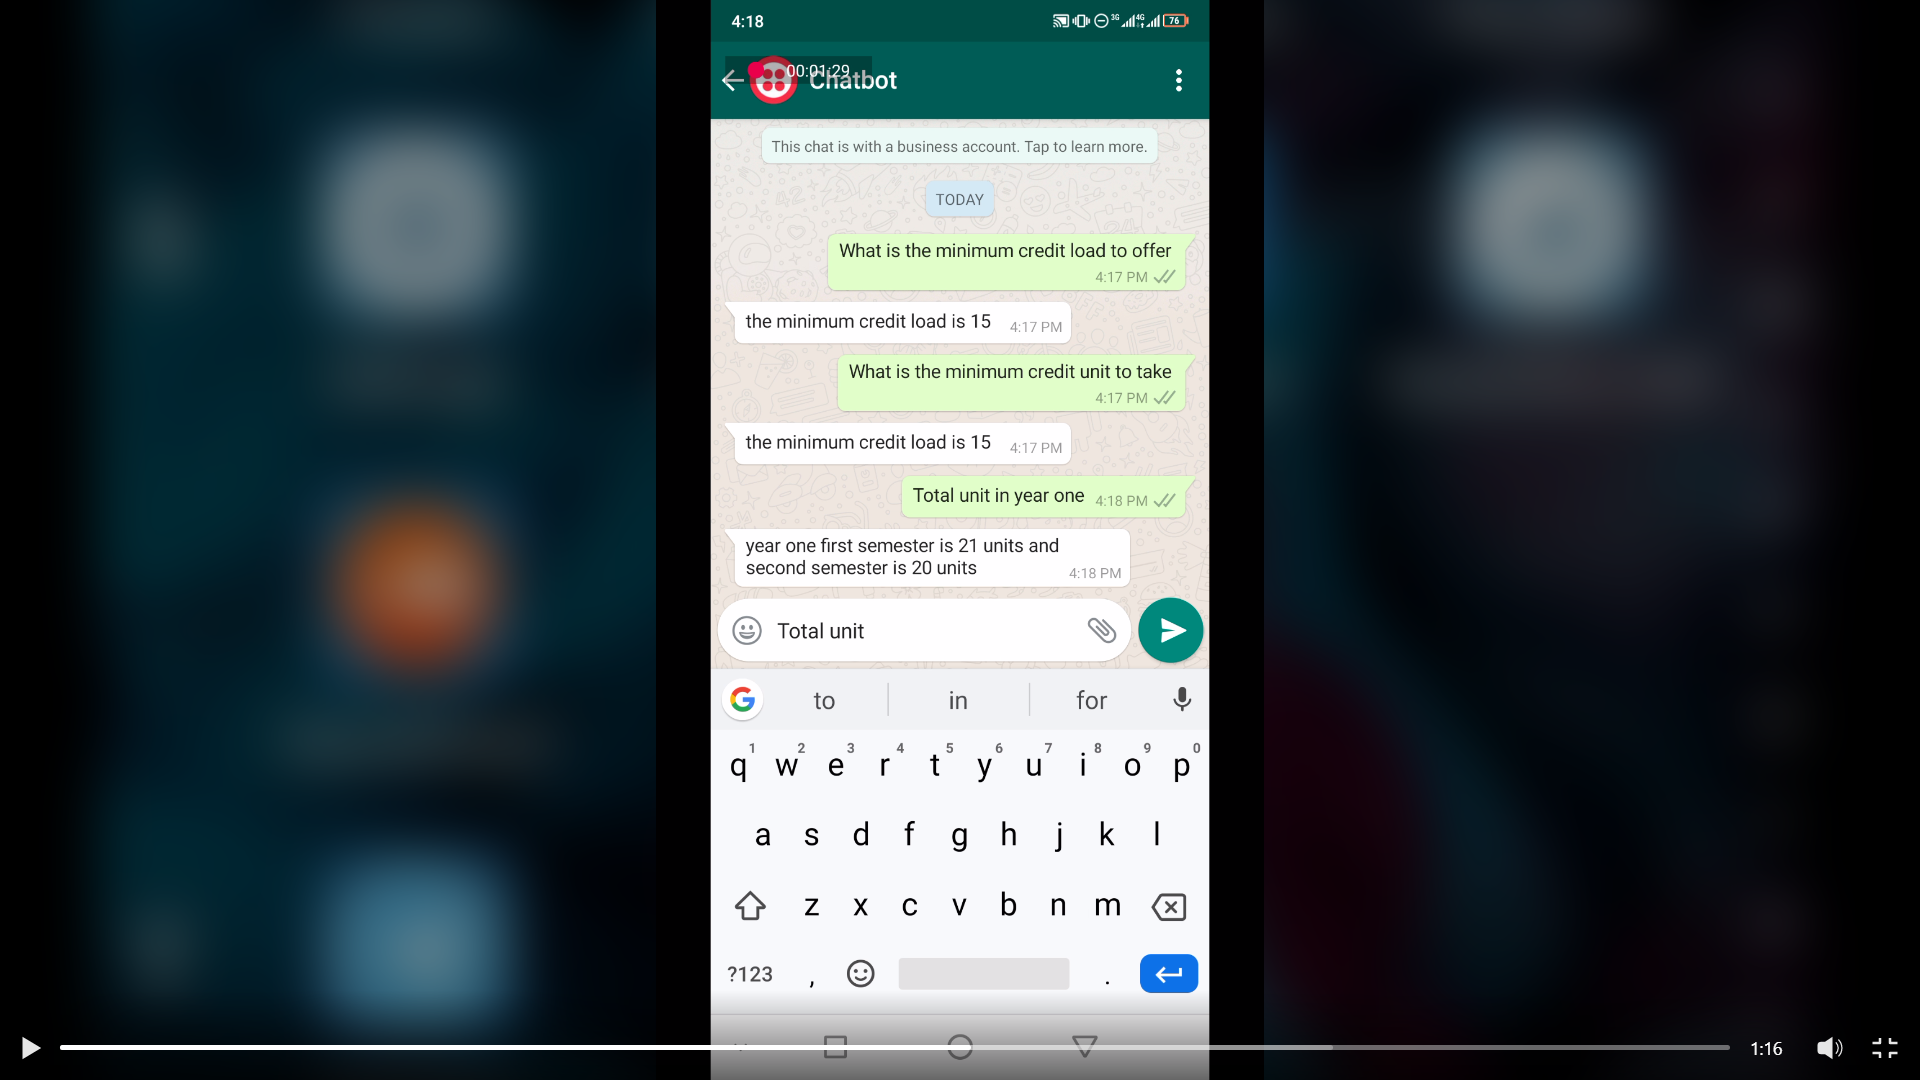 4:18
3G
4G
76
00:01:29
Chatbot
This chat is with a business account. Tap to learn more.
TODAY
What is the minimum credit load to offer
4:17 PM
the minimum credit load is 15 4:17 PM
What is the minimum credit unit to take
4:17 PM
the minimum credit load is 15 4:17 PM
Total unit in year one 4:18 PM
year one first semester is 21 units and
second semester is 20 units 4:18 PM
Total unit
G to in for
1 2 3 4 5 6 7 8 9 0
q w e r t y u i o p
a s d f g h j k l
z x c v b n m
?123 , .
1:16